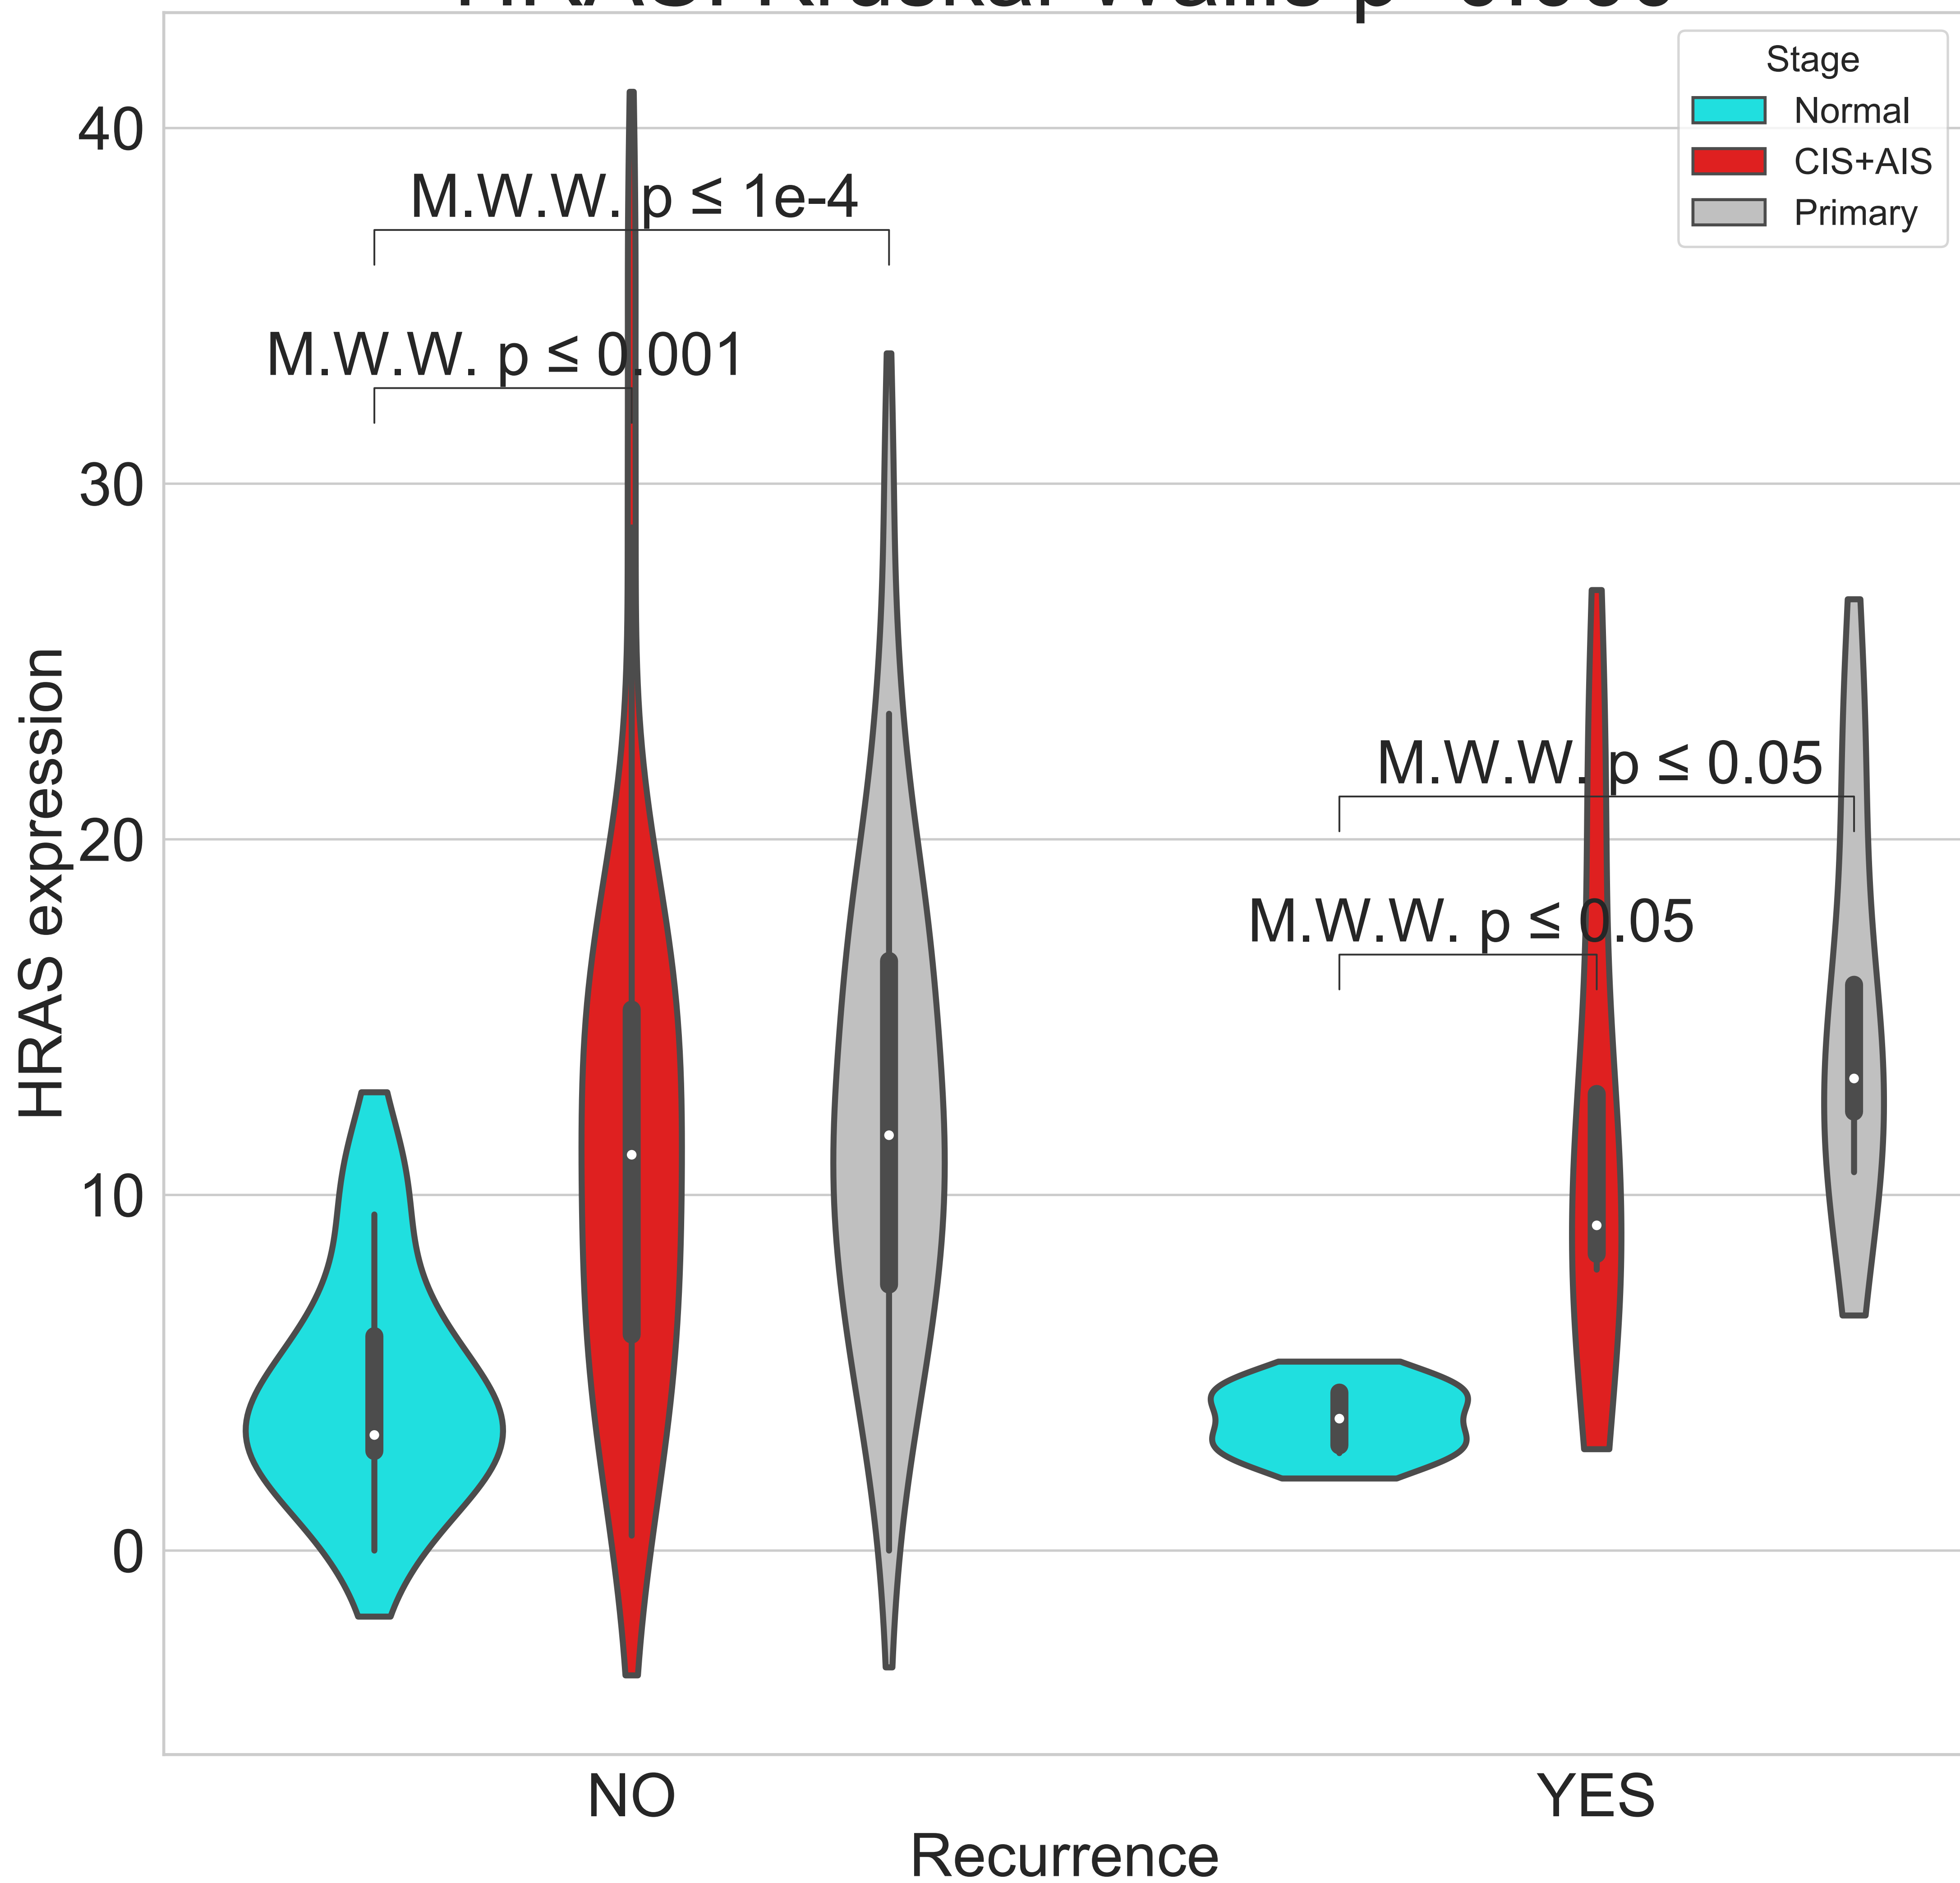 Stage
Normal
CIS+AIS
Primary
40
30
20
10
0
HRAS expression
M.W.W. p ≤ 1e-4
M.W.W. p ≤ 0.001
M.W.W. p ≤ 0.05
M.W.W. p ≤ 0.05
NO
YES
Recurrence